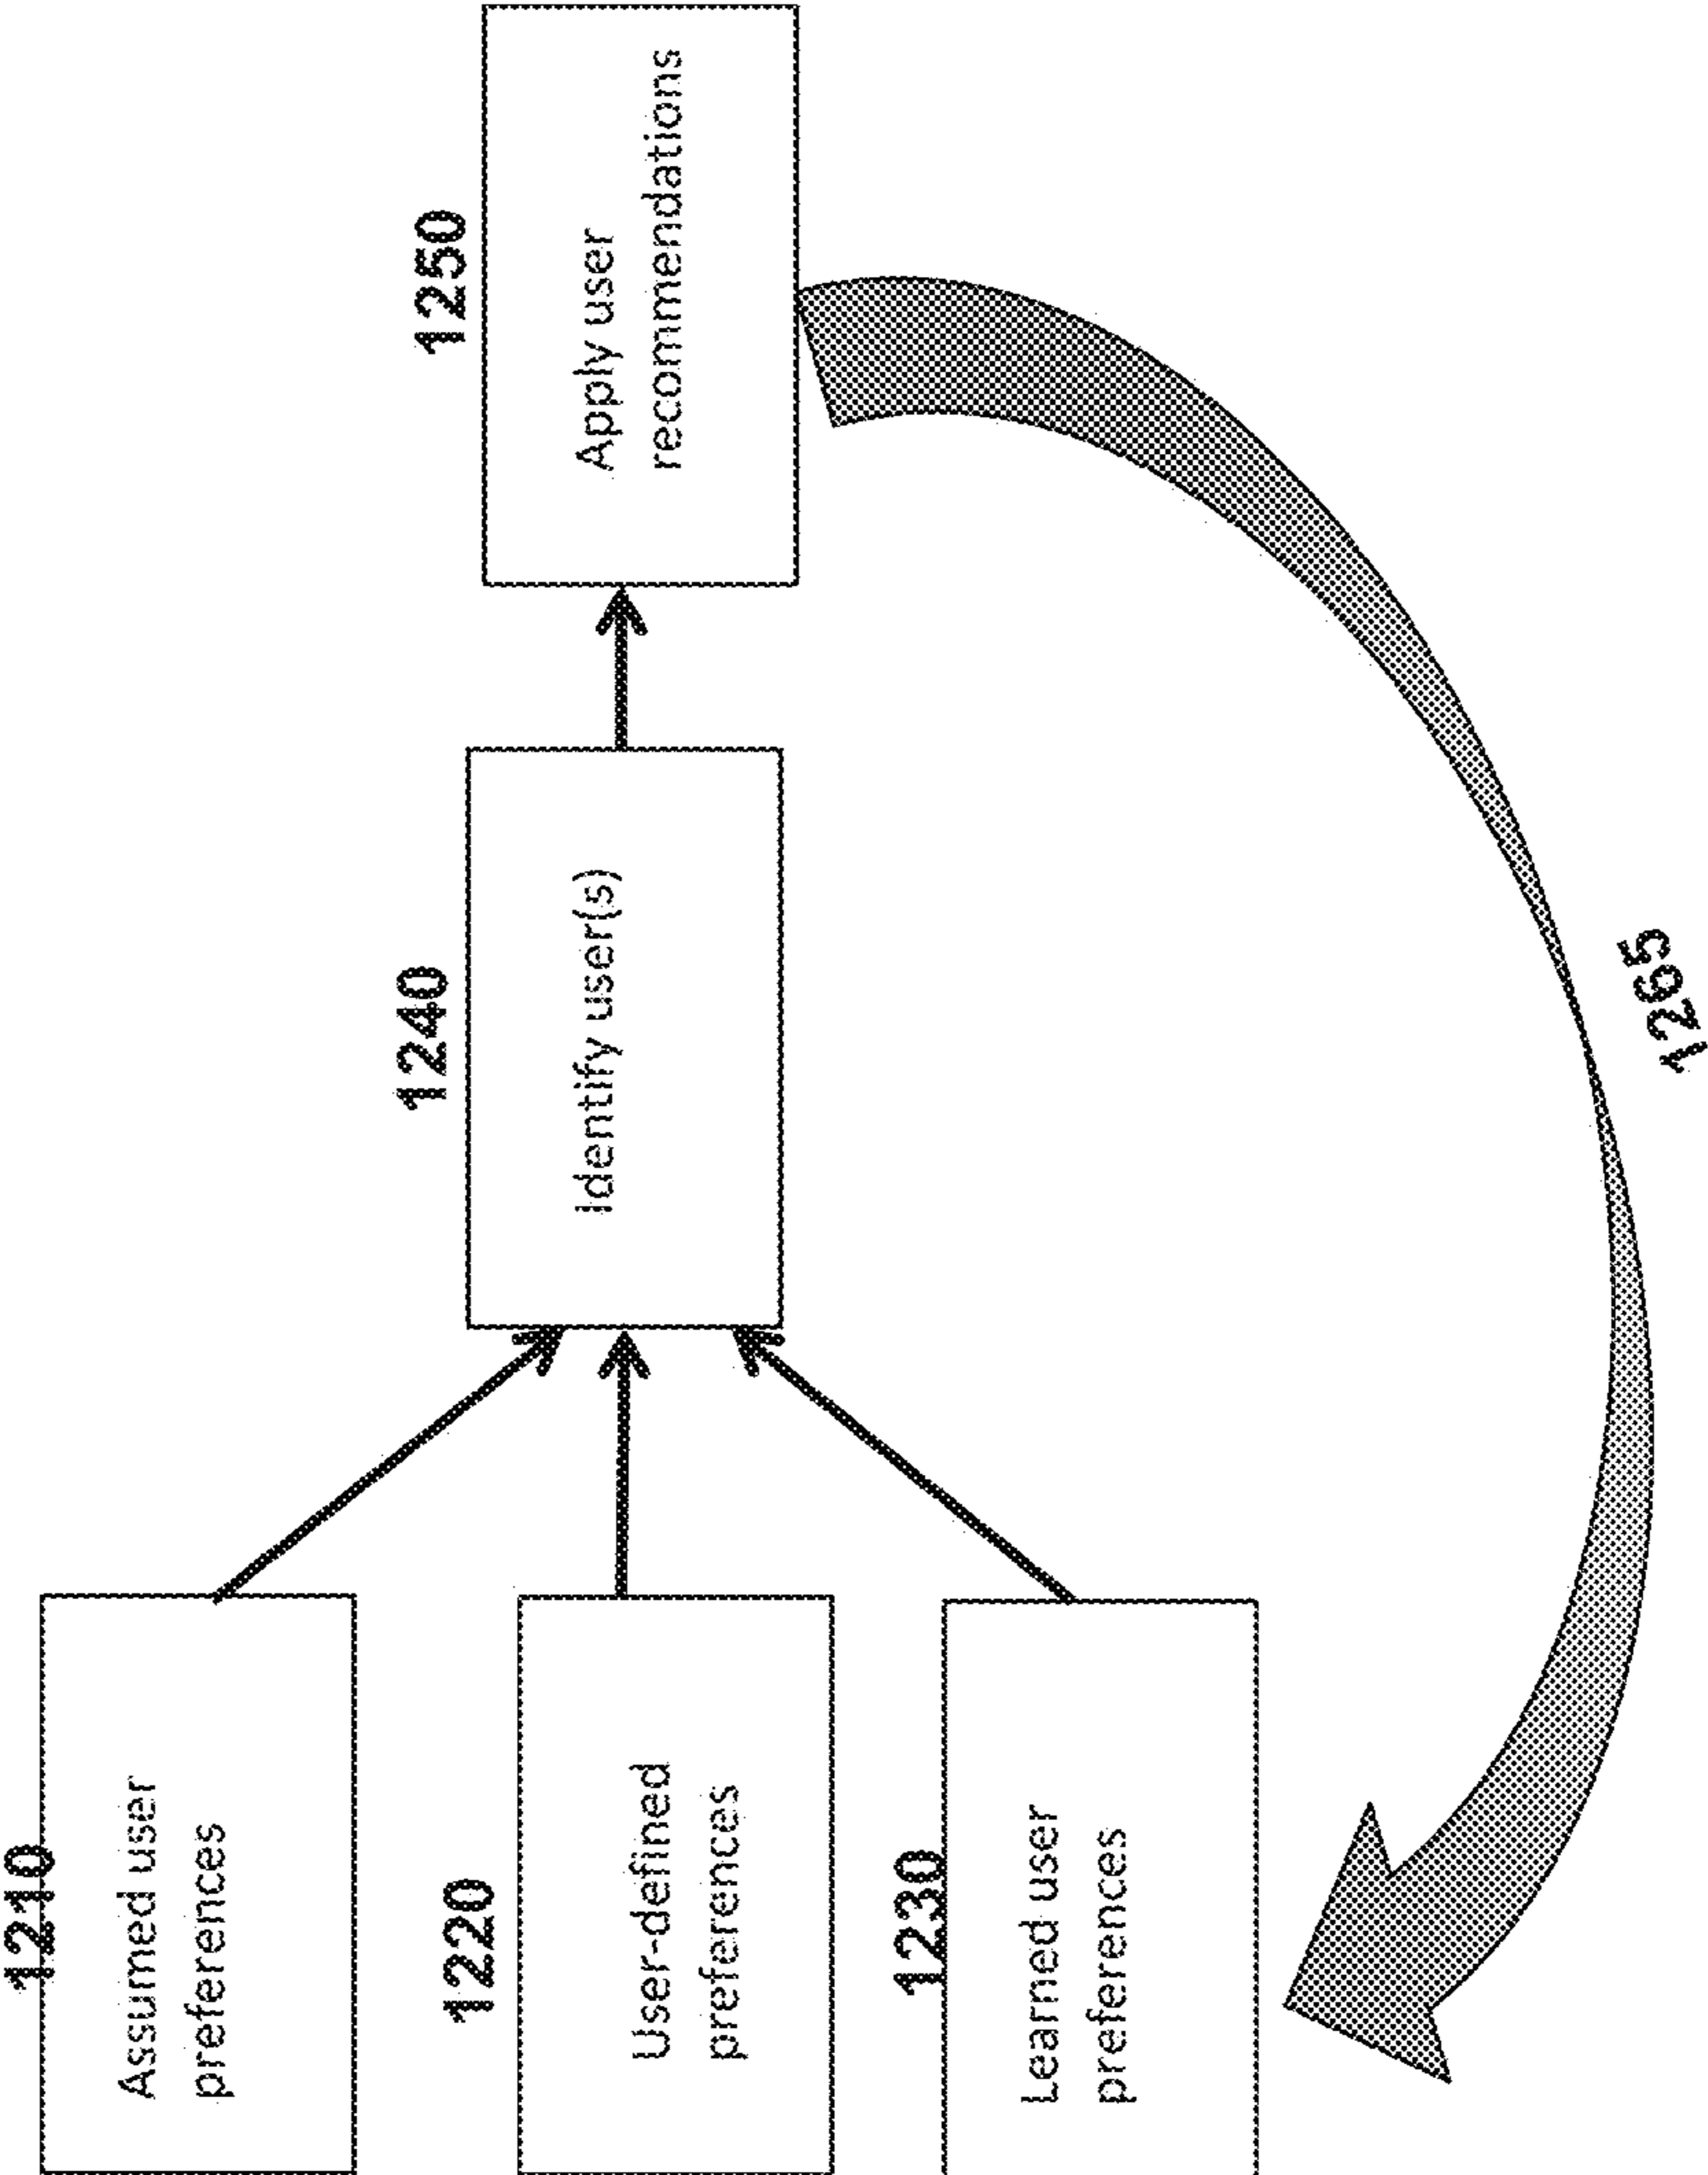 1210
Assumed user
preferences
1220
User-defined
preferences
1230
Learned user
preferences
1240
Identify user(s)
1250
Apply user
recommendations
1265